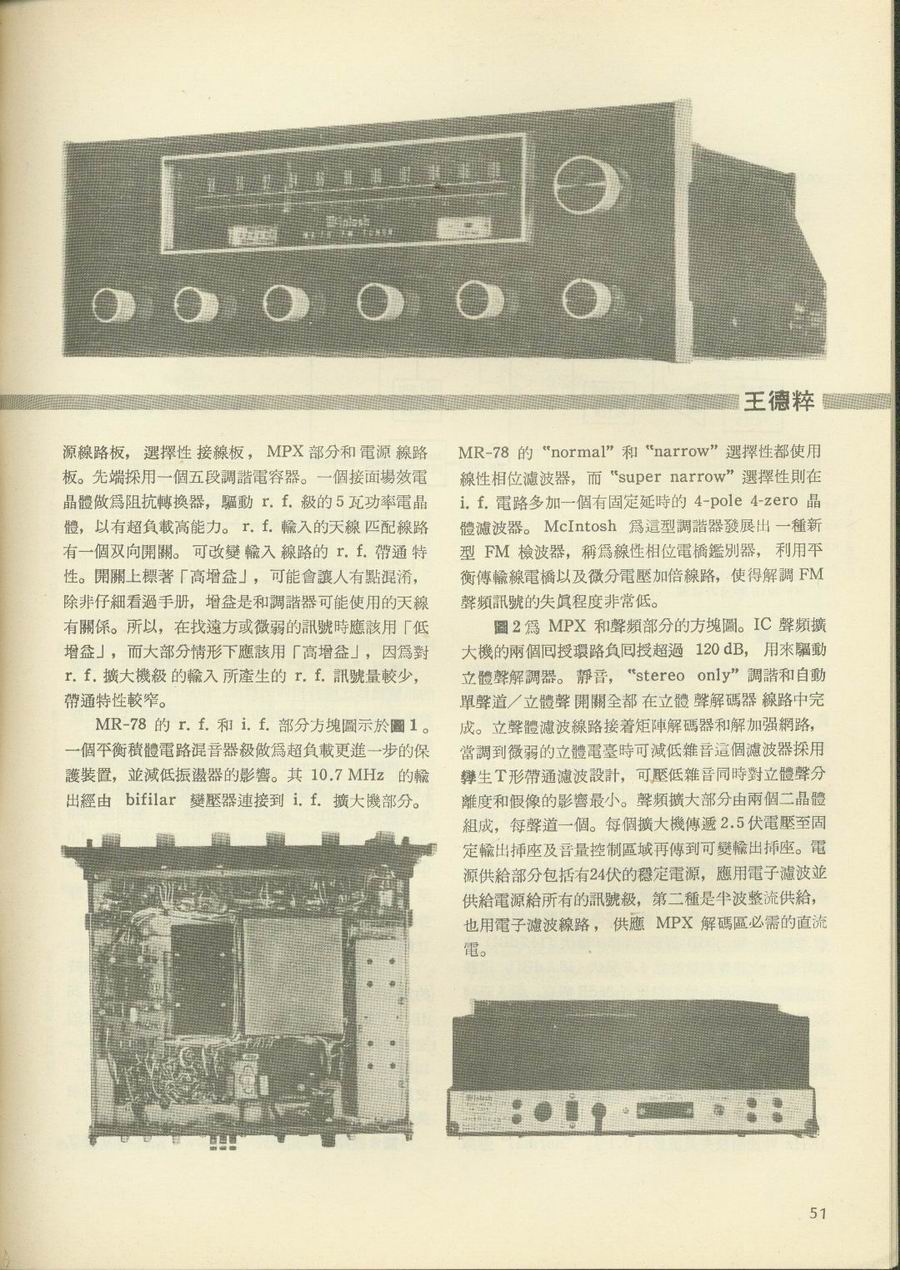 McIntosh
MR 78 FM TUNER
王德粹
源線路板，選擇性接線板，MPX 部分和電源線路
板。先端採用一個五段調諧電容器。一個接面場效電
晶體做爲阻抗轉換器，驅動 r. f. 級的5瓦功率電晶
體，以有超負載高能力。 r. f. 輸入的天線匹配線路
有一個双向開關。可改變輸入線路的 r. f. 帶通特
性。開關上標著「高增益」，可能會讓人有點混淆，
除非仔細看過手册，增益是和調諧器可能使用的天線
有關係。所以，在找遠方或微弱的訊號時應該用「低
增益」，而大部分情形下應該用「高增益」，因爲對
r. f. 擴大機級的輸入所產生的 r. f. 訊號量較少，
帶通特性較窄。
MR-78 的 r. f. 和 i. f. 部分方塊圖示於圖1。
一個平衡積體電路混音器級做爲超負載更進一步的保
護裝置，並減低振盪器的影響。其 10.7 MHz 的輸
出經由 bifilar 變壓器連接到 i. f. 擴大機部分。
MR-78 的 “normal” 和 “narrow” 選擇性都使用
線性相位濾波器，而 “super narrow” 選擇性則在
i. f. 電路多加一個有固定延時的 4-pole 4-zero 晶
體濾波器。 McIntosh 爲這型調諧器發展出一種新
型 FM 檢波器，稱爲線性相位電橋鑑別器，利用平
衡傳輸線電橋以及微分電壓加倍線路，使得解調 FM
聲頻訊號的失眞程度非常低。
圖2爲 MPX 和聲頻部分的方塊圖。IC 聲頻擴
大機的兩個囘授環路負囘授超過 120 dB，用來驅動
立體聲解調器。靜音，“stereo only” 調諧和自動
單聲道／立體聲開關全都在立體聲解碼器線路中完
成。立聲體濾波線路接着矩陣解碼器和解加强網路，
當調到微弱的立體電臺時可減低雜音這個濾波器採用
孿生T形帶通濾波設計，可壓低雜音同時對立體聲分
離度和假像的影響最小。聲頻擴大部分由兩個二晶體
組成，每聲道一個。每個擴大機傳遞 2.5 伏電壓至固
定輸出揷座及音量控制區域再傳到可變輸出揷座。電
源供給部分包括有24伏的穩定電源，應用電子濾波並
供給電源給所有的訊號級，第二種是半波整流供給，
也用電子濾波線路，供應 MPX 解碼區必需的直流
電。
McIntosh
51